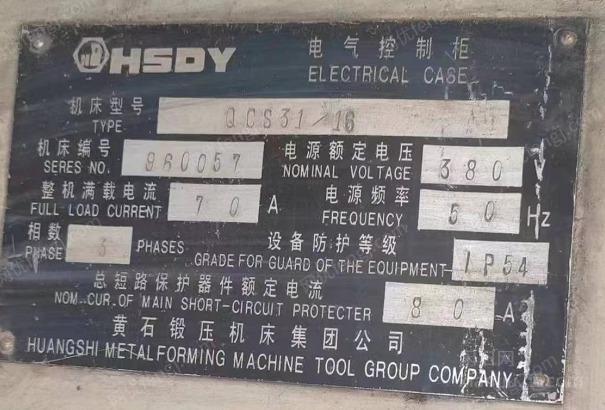 HSDY 电气控制柜
ELECTRICAL CASE
机床型号 QCS31/16
TYPE
机床编号 960057 电源额定电压 380 V
SERES NO. NOMINAL VOLTAGE
整机满载电流 70 A 电源频率 50 Hz
FULL LOAD CURRENT FREQUENCY
相数 3 PHASES 设备防护等级 IP54
PHASE GRADE FOR GUARD OF THE EQUIPMENT
总短路保护器件额定电流 80 A
NOM·CUR.OF MAIN SHORT-CIRCUIT PROTECTER
黄石锻压机床集团公司
HUANGSHI METALFORMING MACHINE TOOL GROUP COMPANY